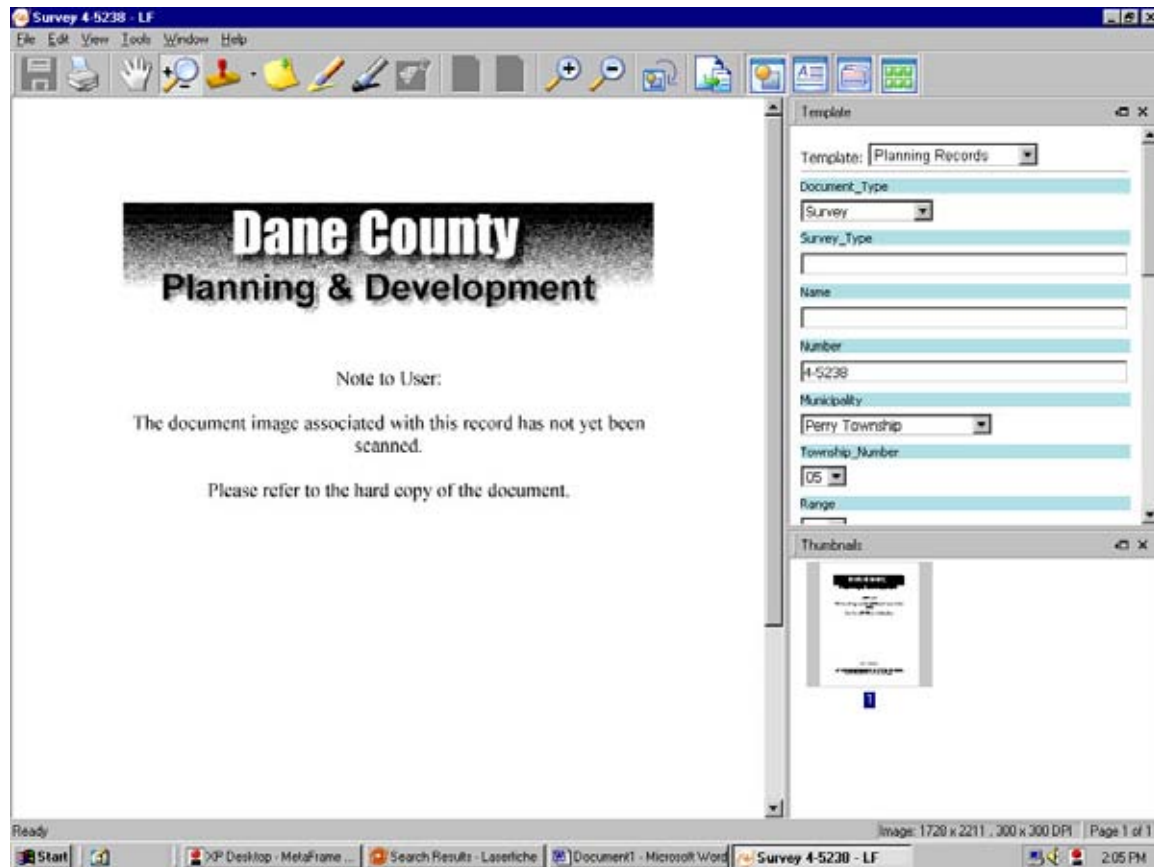 Survey 4-5238 - LF
File Edit View Tools Window Help
Template
Template: Planning Records
Document_Type
Survey
Survey_Type
Name
Number
4-5238
Municipality
Perry Township
Township_Number
05
Range
Dane County
Planning & Development
Note to User:
The document image associated with this record has not yet been
scanned.
Please refer to the hard copy of the document.
Thumbnails
1
Ready
Image: 1728 x 2211 , 300 x 300 DPI
Page 1 of 1
Start
XP Desktop - MetaFrame ...
Search Results - Laserfiche
Document1 - Microsoft Word
Survey 4-5238 - LF
2:05 PM